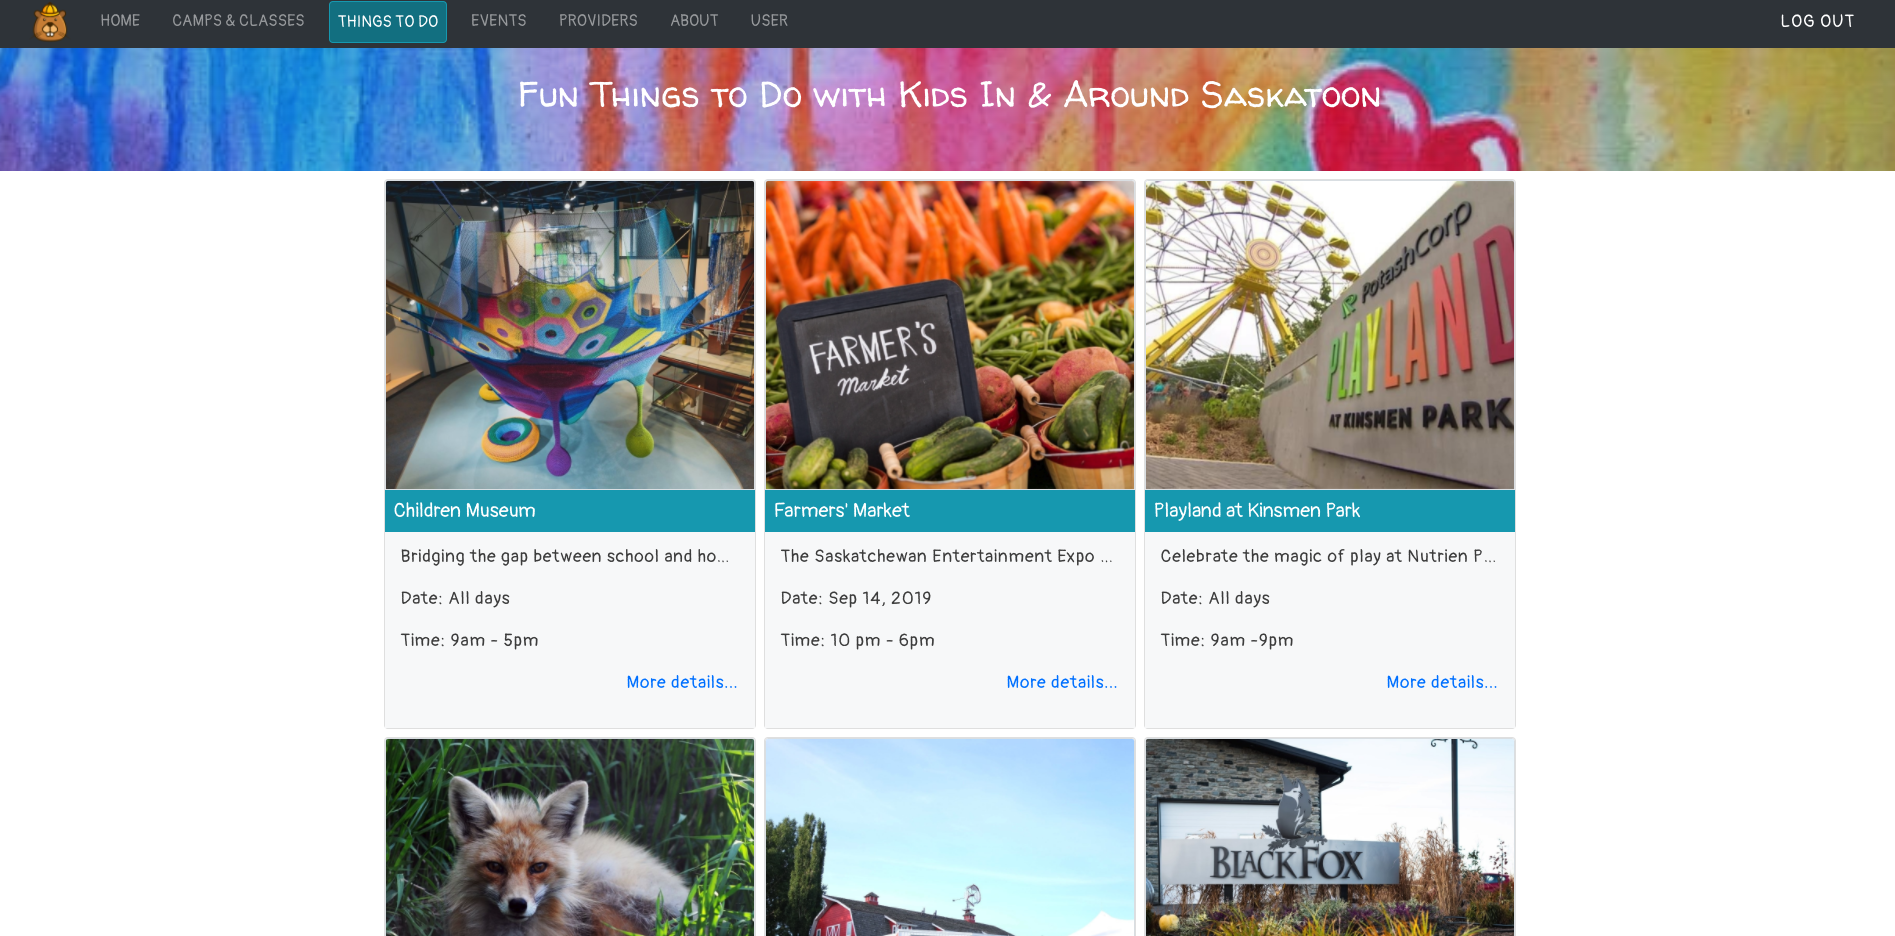 HOME CAMPS & CLASSES THINGS TO DO EVENTS PROVIDERS ABOUT USER LOG OUT
Fun Things to Do with Kids In & Around Saskatoon
FARMER'S
Market
PotashCorp
PLAYLAND
AT KINSMEN PARK
Children Museum
Bridging the gap between school and ho...
Date: All days
Time: 9am - 5pm
More details...
Farmers' Market
The Saskatchewan Entertainment Expo ...
Date: Sep 14, 2019
Time: 10 pm - 6pm
More details...
Playland at Kinsmen Park
Celebrate the magic of play at Nutrien P...
Date: All days
Time: 9am -9pm
More details...
BLACKFOX